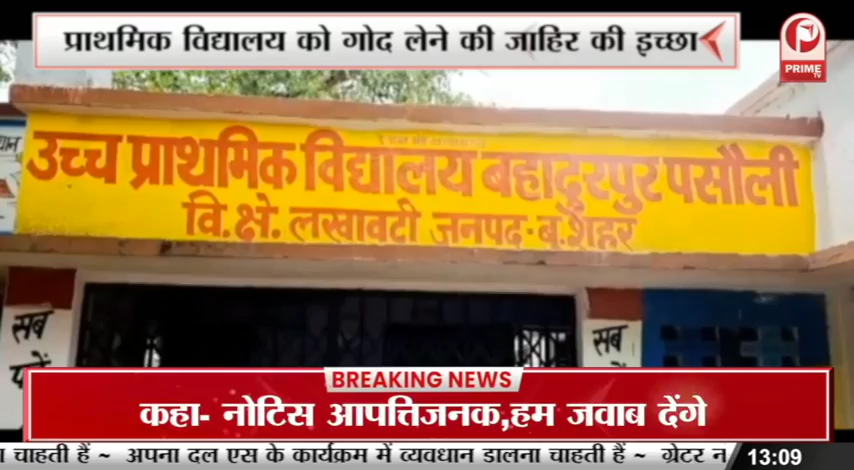 प्राथमिक विद्यालय को गोद लेने की जाहिर की इच्छा
PRIME
TV
उच्च प्राथमिक विद्यालय बहादुरपुर पसौली
वि.क्षे. लखावटी जनपद-बु.शहर
सब
सब
BREAKING NEWS
कहा- नोटिस आपत्तिजनक,हम जवाब देंगे
चाहती हैं ~ अपना दल एस के कार्यक्रम में व्यवधान डालना चाहती हैं ~ ग्रेटर न
13:09